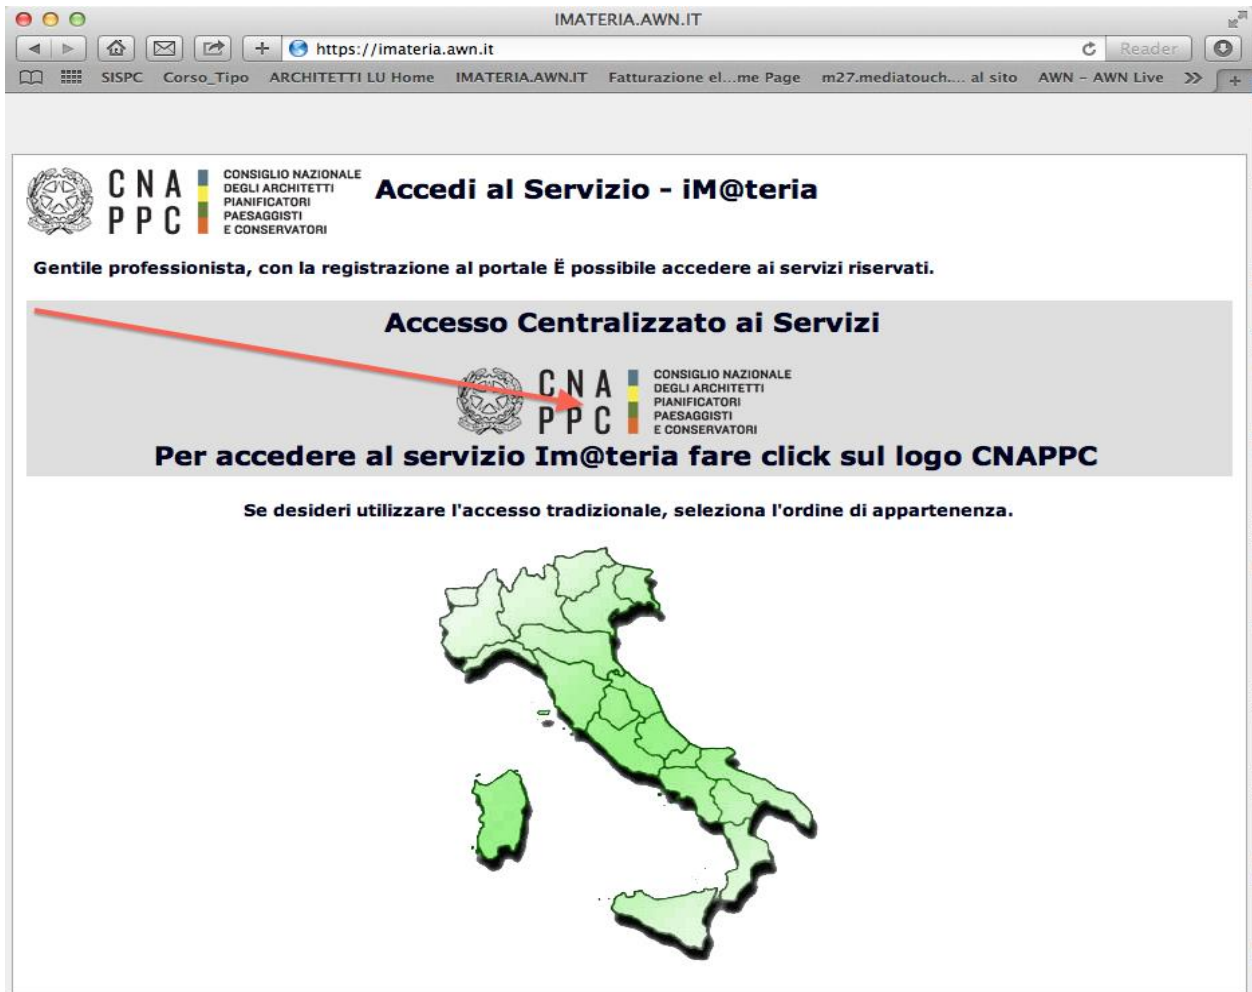 IMATERIA.AWN.IT
https://imateria.awn.it
Reader
SISPC Corso_Tipo ARCHITETTI LU Home IMATERIA.AWN.IT Fatturazione el...me Page m27.mediatouch.... al sito AWN – AWN Live
CNA
PPC
CONSIGLIO NAZIONALE
DEGLI ARCHITETTI
PIANIFICATORI
PAESAGGISTI
E CONSERVATORI
Accedi al Servizio - iM@teria
Gentile professionista, con la registrazione al portale Ë possibile accedere ai servizi riservati.
Accesso Centralizzato ai Servizi
CNA
PPC
CONSIGLIO NAZIONALE
DEGLI ARCHITETTI
PIANIFICATORI
PAESAGGISTI
E CONSERVATORI
Per accedere al servizio Im@teria fare click sul logo CNAPPC
Se desideri utilizzare l'accesso tradizionale, seleziona l'ordine di appartenenza.